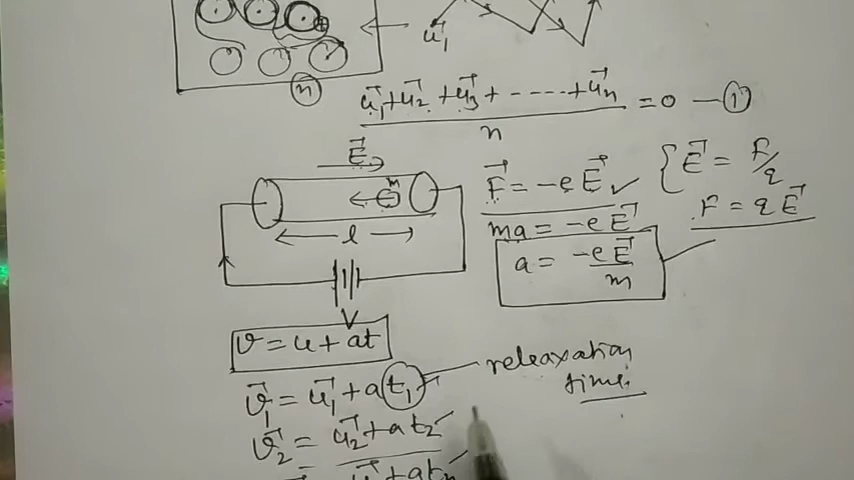 u⃗₁
n
(u⃗₁+u⃗₂+u⃗₃+-----+u⃗ₙ)/n = 0 — ①
E⃗
m
F⃗ = -eE⃗ ✓
{ E⃗ = F/q
F = qE⃗
ma = -eE⃗
← l →
a = -eE⃗/m
V
v = u + at
v⃗₁ = u⃗₁ + at₁
releaxation
time.
v⃗₂ = u⃗₂ + at₂